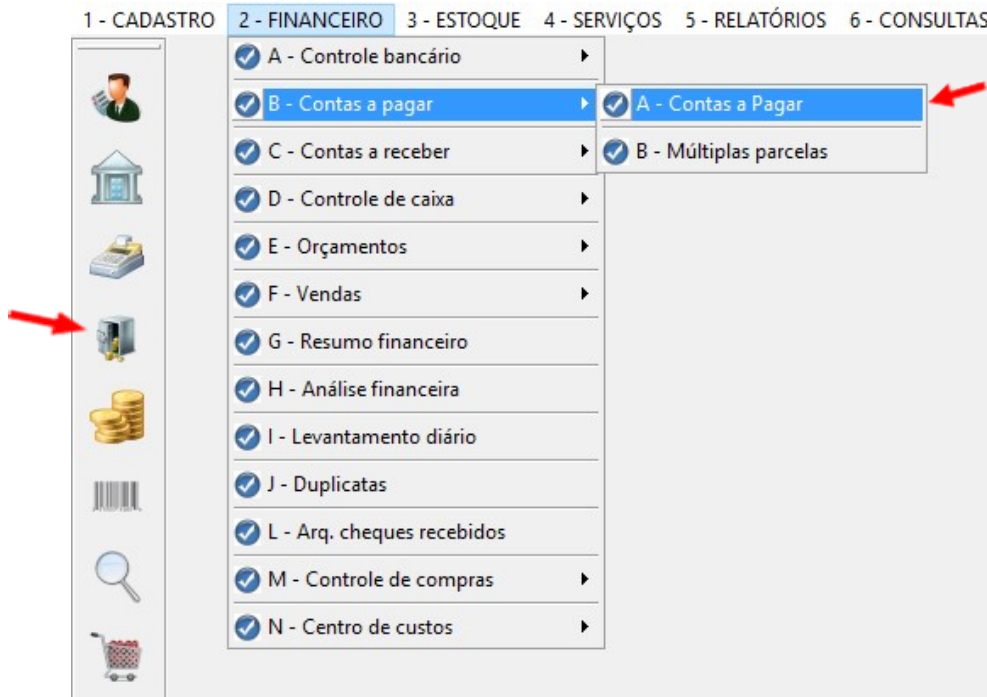 1 - CADASTRO 2 - FINANCEIRO 3 - ESTOQUE 4 - SERVIÇOS 5 - RELATÓRIOS 6 - CONSULTAS
A - Controle bancário
B - Contas a pagar
A - Contas a Pagar
C - Contas a receber
B - Múltiplas parcelas
D - Controle de caixa
E - Orçamentos
F - Vendas
G - Resumo financeiro
H - Análise financeira
I - Levantamento diário
J - Duplicatas
L - Arq. cheques recebidos
M - Controle de compras
N - Centro de custos